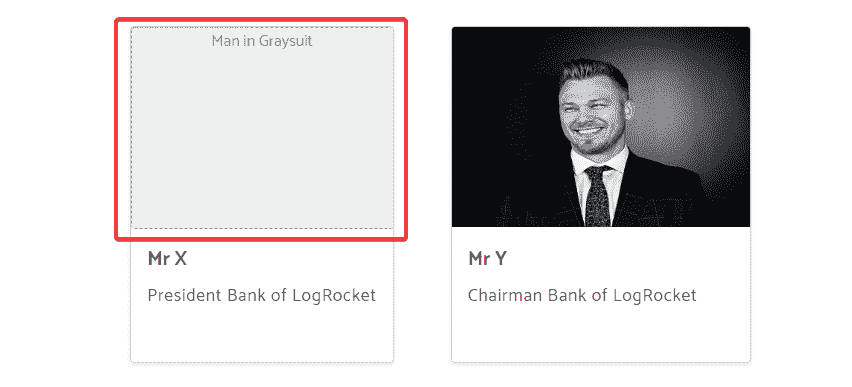 Man in Graysuit
Mr X
President Bank of LogRocket
Mr Y
Chairman Bank of LogRocket